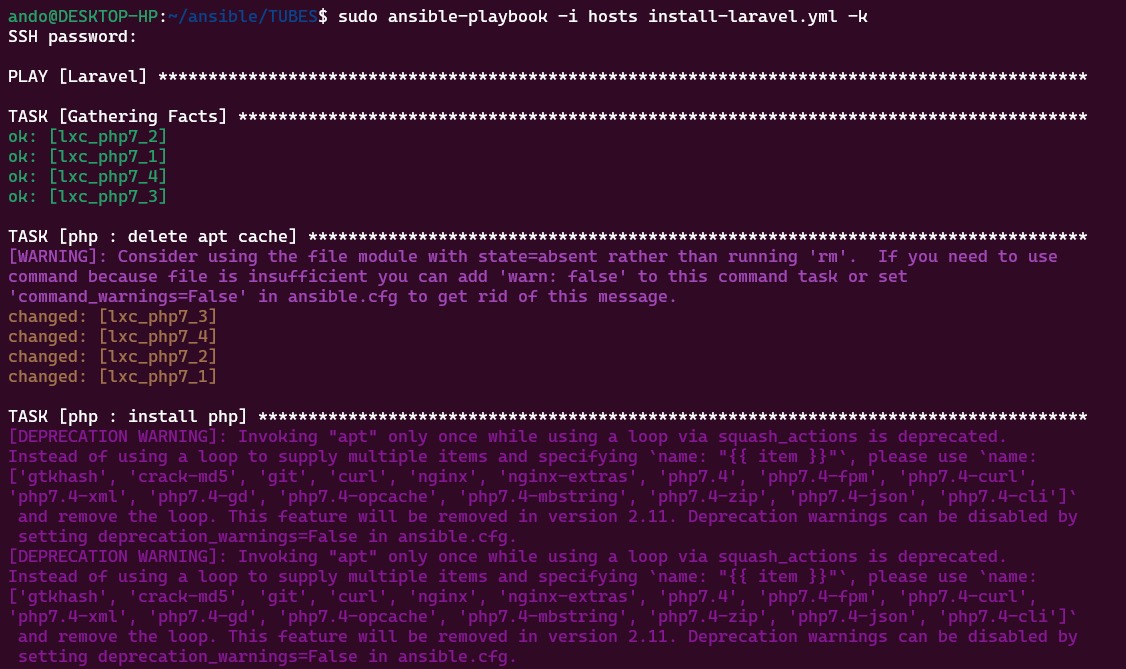 ando@DESKTOP-HP:~/ansible/TUBES$ sudo ansible-playbook -i hosts install-laravel.yml -k
SSH password:
PLAY [Laravel] *********************************************************************************************
TASK [Gathering Facts] *************************************************************************************
ok: [lxc_php7_2]
ok: [lxc_php7_1]
ok: [lxc_php7_4]
ok: [lxc_php7_3]
TASK [php : delete apt cache] ******************************************************************************
[WARNING]: Consider using the file module with state=absent rather than running 'rm'.  If you need to use
command because file is insufficient you can add 'warn: false' to this command task or set
'command_warnings=False' in ansible.cfg to get rid of this message.
changed: [lxc_php7_3]
changed: [lxc_php7_4]
changed: [lxc_php7_2]
changed: [lxc_php7_1]
TASK [php : install php] ***********************************************************************************
[DEPRECATION WARNING]: Invoking "apt" only once while using a loop via squash_actions is deprecated.
Instead of using a loop to supply multiple items and specifying `name: "{{ item }}"`, please use `name:
['gtkhash', 'crack-md5', 'git', 'curl', 'nginx', 'nginx-extras', 'php7.4', 'php7.4-fpm', 'php7.4-curl',
'php7.4-xml', 'php7.4-gd', 'php7.4-opcache', 'php7.4-mbstring', 'php7.4-zip', 'php7.4-json', 'php7.4-cli']`
 and remove the loop. This feature will be removed in version 2.11. Deprecation warnings can be disabled by
 setting deprecation_warnings=False in ansible.cfg.
[DEPRECATION WARNING]: Invoking "apt" only once while using a loop via squash_actions is deprecated.
Instead of using a loop to supply multiple items and specifying `name: "{{ item }}"`, please use `name:
['gtkhash', 'crack-md5', 'git', 'curl', 'nginx', 'nginx-extras', 'php7.4', 'php7.4-fpm', 'php7.4-curl',
'php7.4-xml', 'php7.4-gd', 'php7.4-opcache', 'php7.4-mbstring', 'php7.4-zip', 'php7.4-json', 'php7.4-cli']`
 and remove the loop. This feature will be removed in version 2.11. Deprecation warnings can be disabled by
 setting deprecation_warnings=False in ansible.cfg.